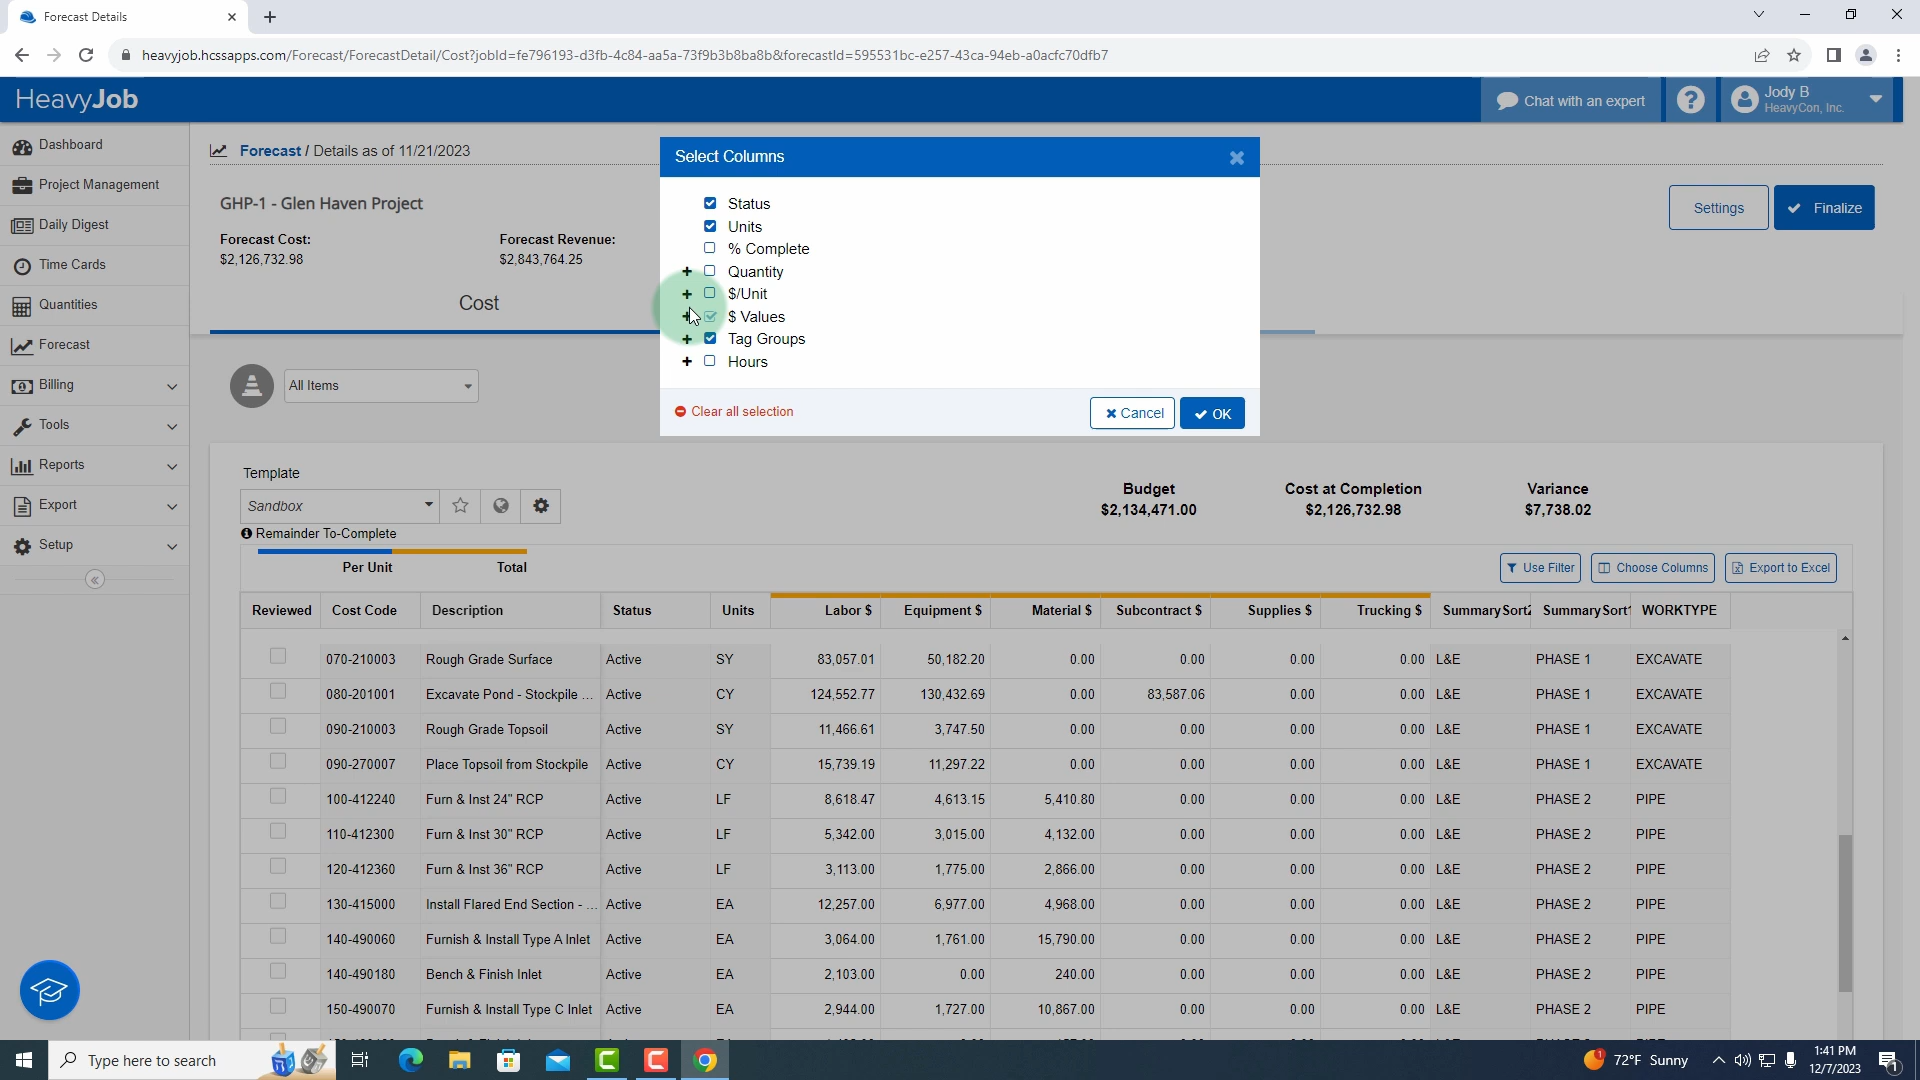 Forecast Details
heavyjob.hcssapps.com/Forecast/ForecastDetail/Cost?jobId=fe796193-d3fb-4c84-aa5a-73f9b3b8ba8b&forecastId=595531bc-e257-43ca-94eb-a0acfc70dfb7
HeavyJob
Chat with an expert
Jody B
HeavyCon, Inc.
Dashboard
Project Management
Daily Digest
Time Cards
Quantities
Forecast
Billing
Tools
Reports
Export
Setup
Forecast / Details as of 11/21/2023
GHP-1 - Glen Haven Project
Forecast Cost: Forecast Revenue:
$2,126,732.98 $2,843,764.25
Settings Finalize
Cost
All Items
Select Columns
Status
Units
% Complete
+ Quantity
+ $/Unit
+ $ Values
+ Tag Groups
+ Hours
Clear all selection Cancel OK
Template
Sandbox
Budget Cost at Completion Variance
$2,134,471.00 $2,126,732.98 $7,738.02
Remainder To-Complete
Per Unit Total
Use Filter Choose Columns Export to Excel
Reviewed Cost Code Description Status Units Labor $ Equipment $ Material $ Subcontract $ Supplies $ Trucking $ SummarySort2 SummarySort1 WORKTYPE
070-210003 Rough Grade Surface Active SY 83,057.01 50,182.20 0.00 0.00 0.00 0.00 L&E PHASE 1 EXCAVATE
080-201001 Excavate Pond - Stockpile ... Active CY 124,552.77 130,432.69 0.00 83,587.06 0.00 0.00 L&E PHASE 1 EXCAVATE
090-210003 Rough Grade Topsoil Active SY 11,466.61 3,747.50 0.00 0.00 0.00 0.00 L&E PHASE 1 EXCAVATE
090-270007 Place Topsoil from Stockpile Active CY 15,739.19 11,297.22 0.00 0.00 0.00 0.00 L&E PHASE 1 EXCAVATE
100-412240 Furn & Inst 24" RCP Active LF 8,618.47 4,613.15 5,410.80 0.00 0.00 0.00 L&E PHASE 2 PIPE
110-412300 Furn & Inst 30" RCP Active LF 5,342.00 3,015.00 4,132.00 0.00 0.00 0.00 L&E PHASE 2 PIPE
120-412360 Furn & Inst 36" RCP Active LF 3,113.00 1,775.00 2,866.00 0.00 0.00 0.00 L&E PHASE 2 PIPE
130-415000 Install Flared End Section - ... Active EA 12,257.00 6,977.00 4,968.00 0.00 0.00 0.00 L&E PHASE 2 PIPE
140-490060 Furnish & Install Type A Inlet Active EA 3,064.00 1,761.00 15,790.00 0.00 0.00 0.00 L&E PHASE 2 PIPE
140-490180 Bench & Finish Inlet Active EA 2,103.00 0.00 240.00 0.00 0.00 0.00 L&E PHASE 2 PIPE
150-490070 Furnish & Install Type C Inlet Active EA 2,944.00 1,727.00 10,867.00 0.00 0.00 0.00 L&E PHASE 2 PIPE
Type here to search
72°F Sunny
1:41 PM
12/7/2023